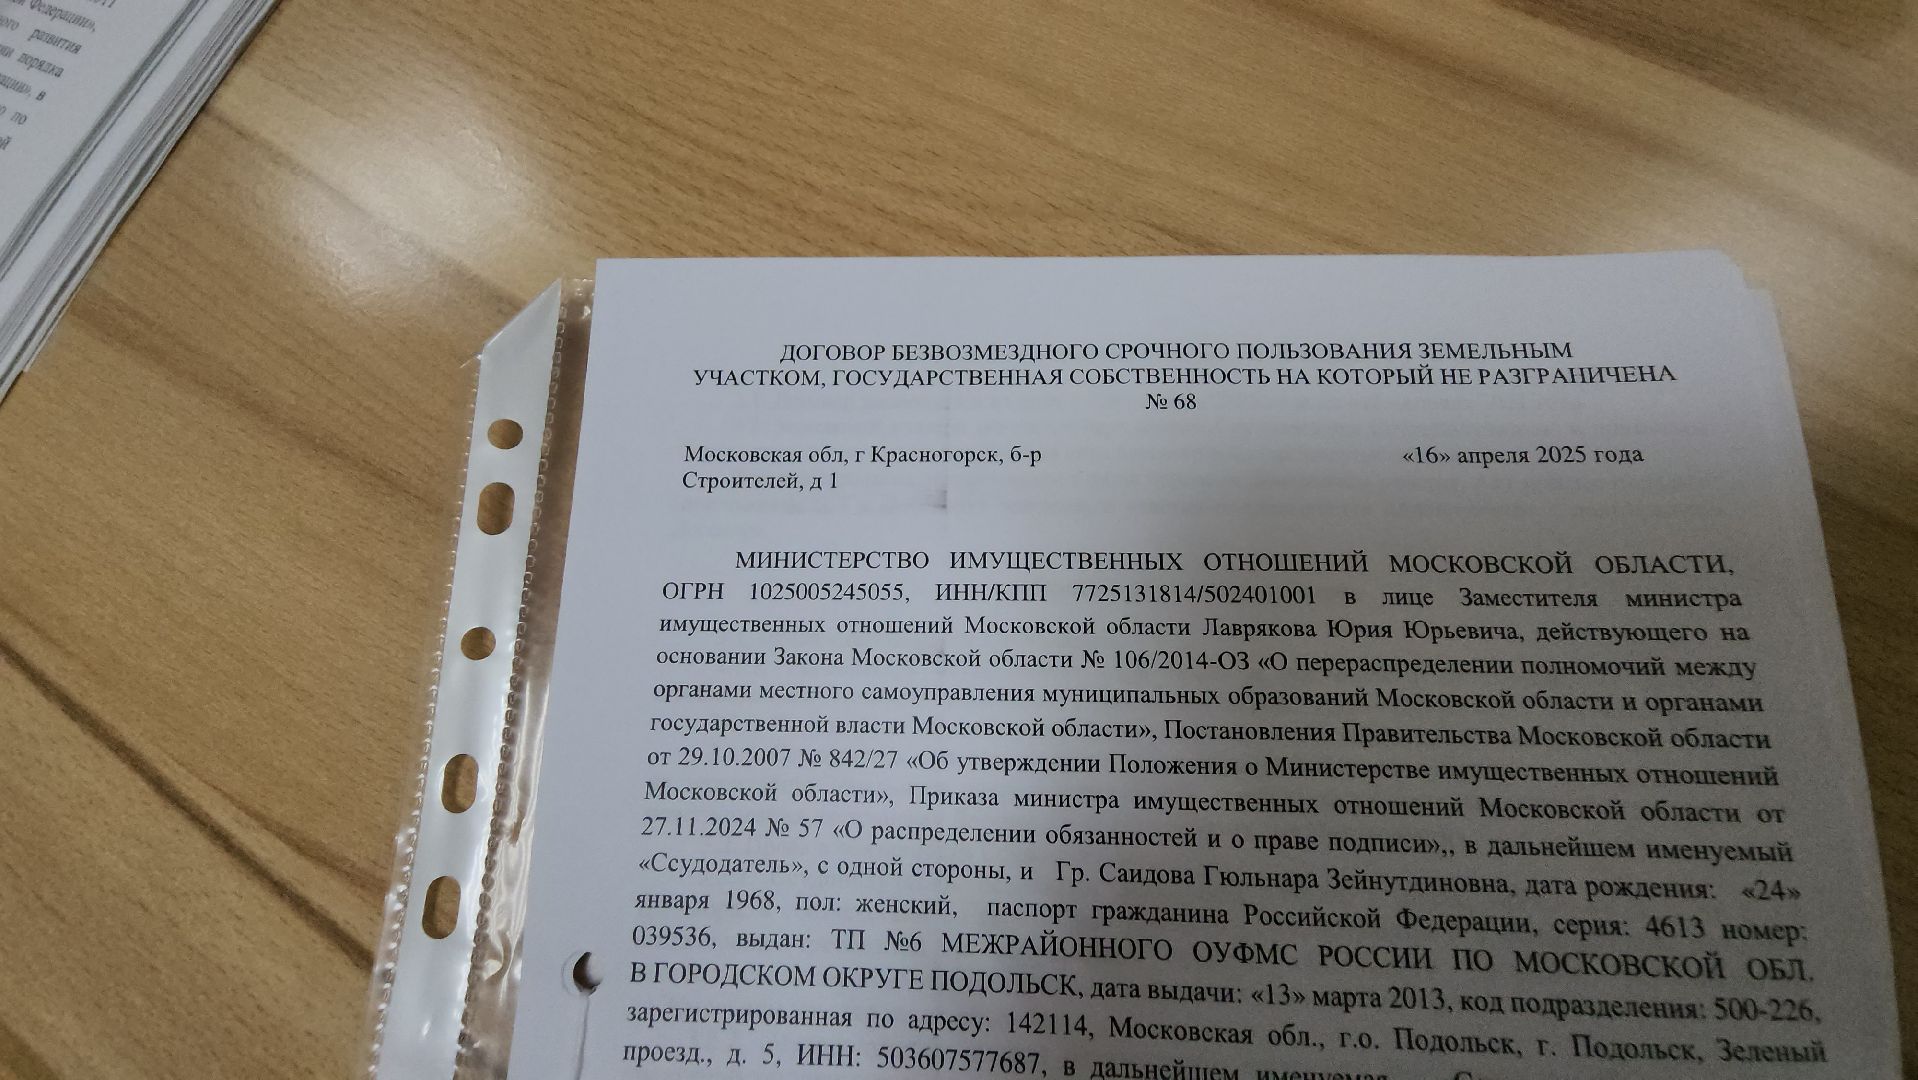 й Федерации»,
развития
порядка
в
по
ДОГОВОР БЕЗВОЗМЕЗДНОГО СРОЧНОГО ПОЛЬЗОВАНИЯ ЗЕМЕЛЬНЫМ
УЧАСТКОМ, ГОСУДАРСТВЕННАЯ СОБСТВЕННОСТЬ НА КОТОРЫЙ НЕ РАЗГРАНИЧЕНА
№ 68
Московская обл, г Красногорск, б-р «16» апреля 2025 года
Строителей, д 1
МИНИСТЕРСТВО ИМУЩЕСТВЕННЫХ ОТНОШЕНИЙ МОСКОВСКОЙ ОБЛАСТИ,
ОГРН 1025005245055, ИНН/КПП 7725131814/502401001 в лице Заместителя министра
имущественных отношений Московской области Лаврякова Юрия Юрьевича, действующего на
основании Закона Московской области № 106/2014-ОЗ «О перераспределении полномочий между
органами местного самоуправления муниципальных образований Московской области и органами
государственной власти Московской области», Постановления Правительства Московской области
от 29.10.2007 № 842/27 «Об утверждении Положения о Министерстве имущественных отношений
Московской области», Приказа министра имущественных отношений Московской области от
27.11.2024 № 57 «О распределении обязанностей и о праве подписи»,, в дальнейшем именуемый
«Ссудодатель», с одной стороны, и Гр. Саидова Гюльнара Зейнутдиновна, дата рождения: «24»
января 1968, пол: женский, паспорт гражданина Российской Федерации, серия: 4613 номер:
039536, выдан: ТП №6 МЕЖРАЙОННОГО ОУФМС РОССИИ ПО МОСКОВСКОЙ ОБЛ.
В ГОРОДСКОМ ОКРУГЕ ПОДОЛЬСК, дата выдачи: «13» марта 2013, код подразделения: 500-226,
зарегистрированная по адресу: 142114, Московская обл., г.о. Подольск, г. Подольск, Зеленый
проезд., д. 5, ИНН: 503607577687, в дальнейшем именуемая